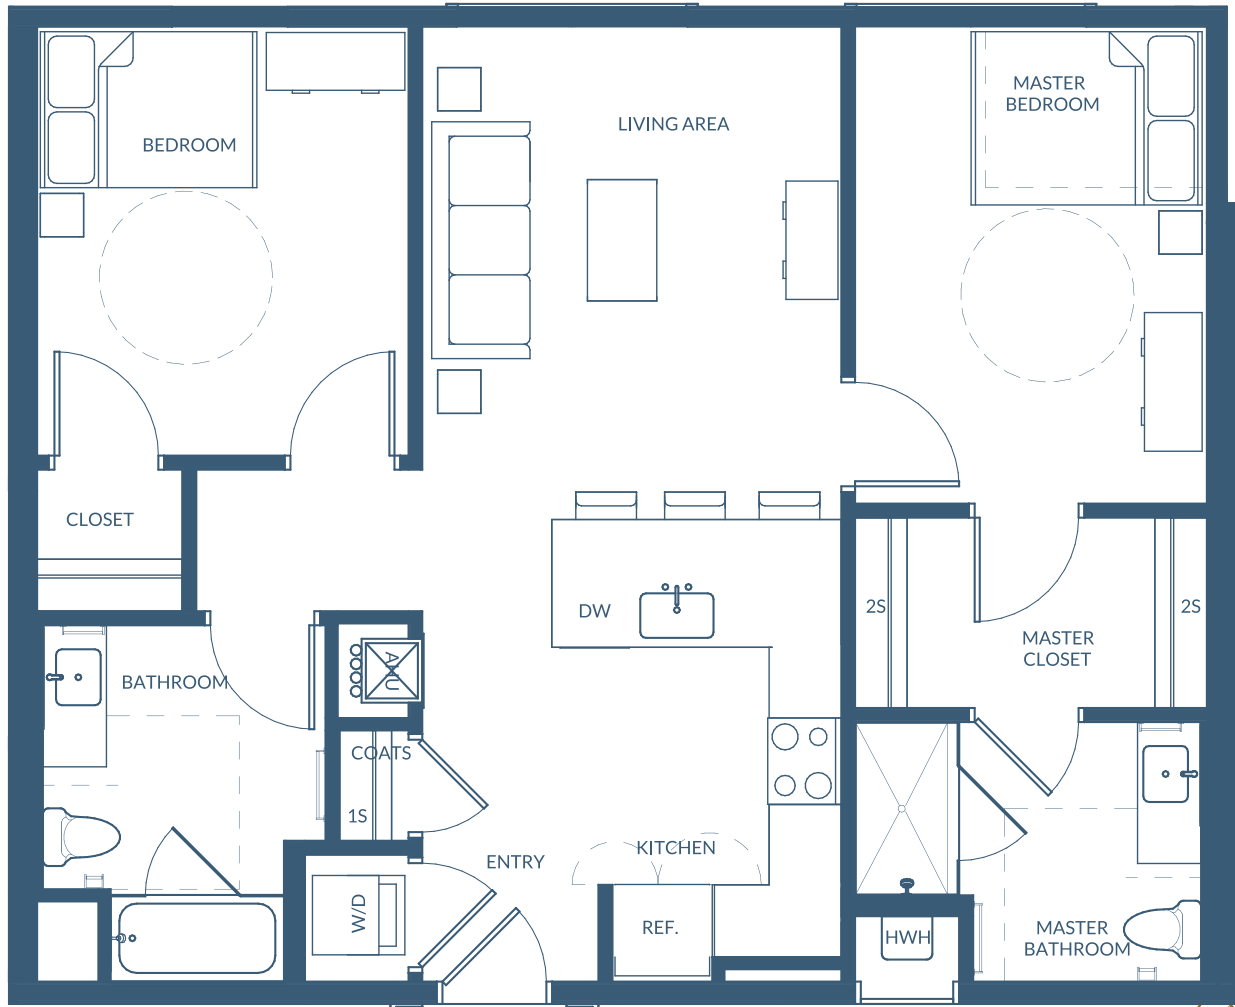 MASTER
BEDROOM
LIVING AREA
BEDROOM
CLOSET
2S
2S
DW
MASTER
CLOSET
BATHROOM
AHU
COATS
1S
KITCHEN
ENTRY
W/D
REF.
HWH
MASTER
BATHROOM